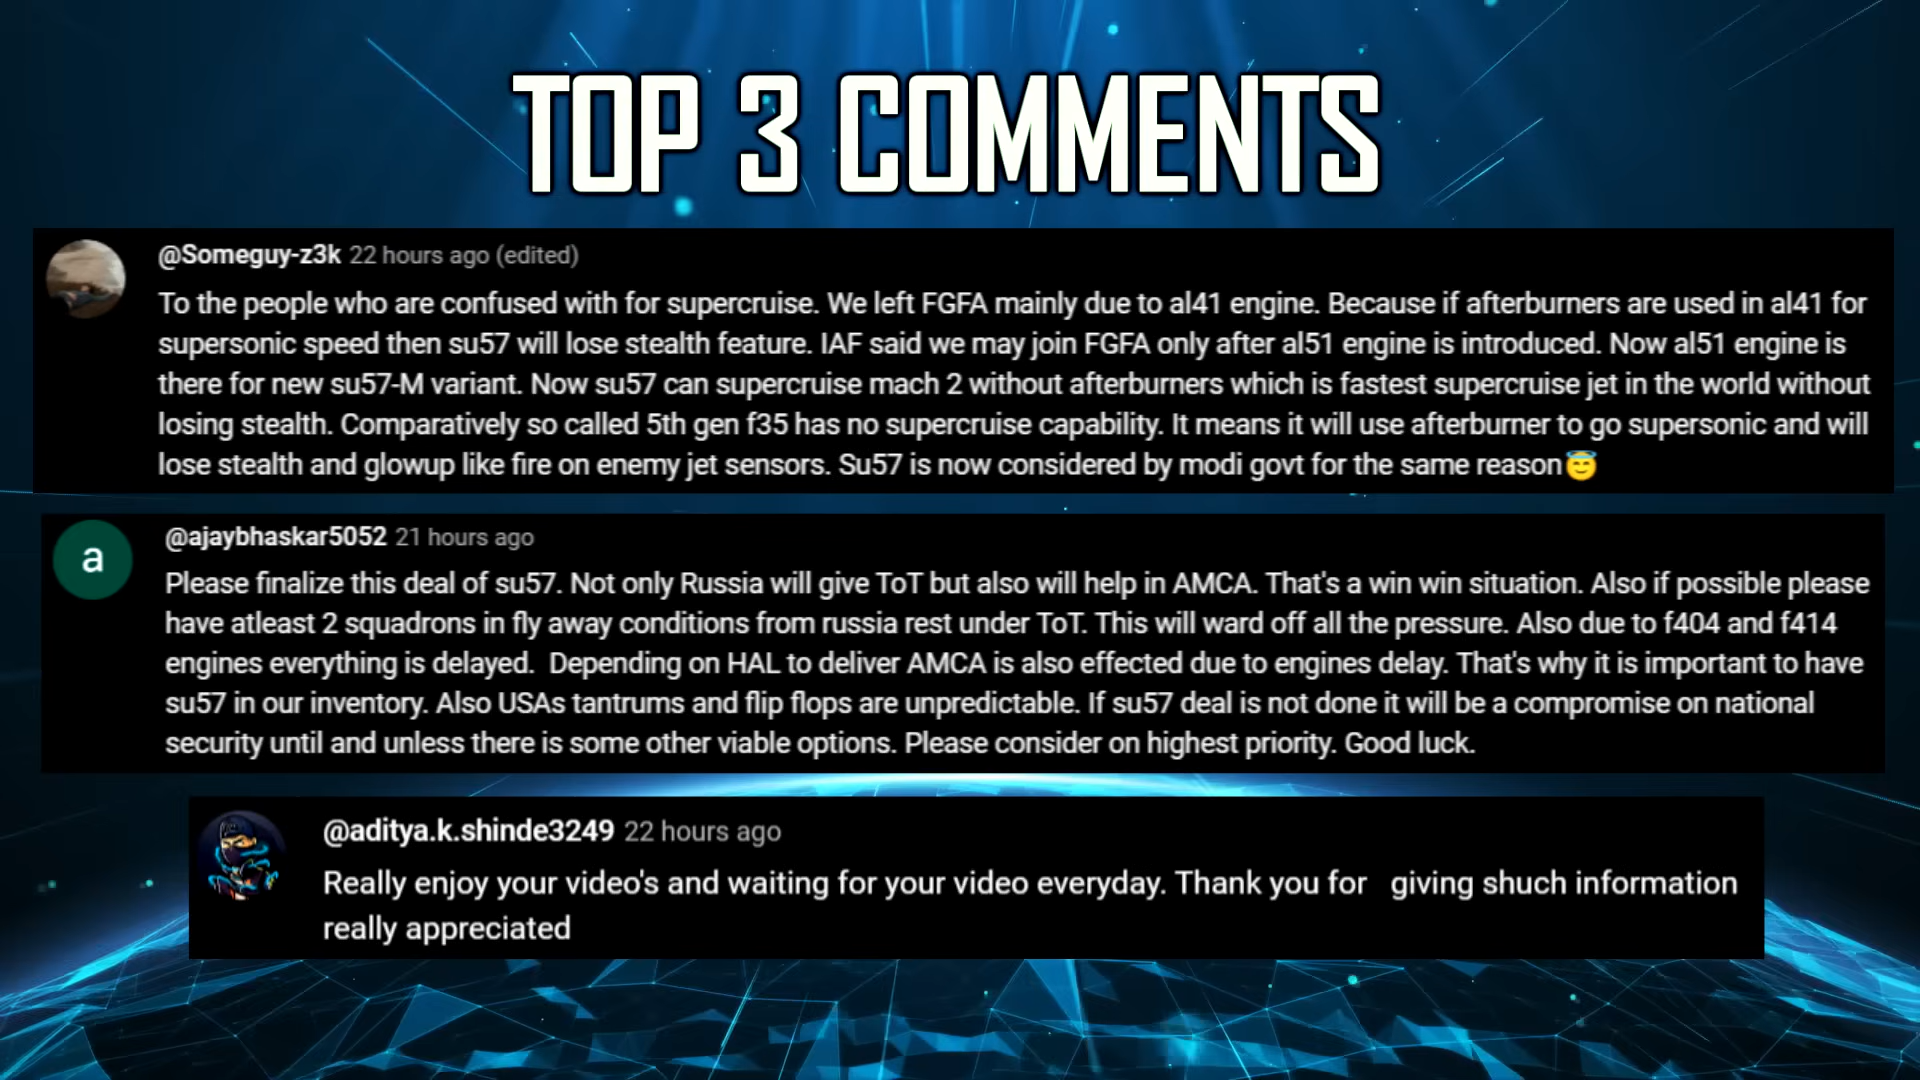 TOP 3 COMMENTS
@Someguy-z3k 22 hours ago (edited)
To the people who are confused with for supercruise. We left FGFA mainly due to al41 engine. Because if afterburners are used in al41 for
supersonic speed then su57 will lose stealth feature. IAF said we may join FGFA only after al51 engine is introduced. Now al51 engine is
there for new su57-M variant. Now su57 can supercruise mach 2 without afterburners which is fastest supercruise jet in the world without
losing stealth. Comparatively so called 5th gen f35 has no supercruise capability. It means it will use afterburner to go supersonic and will
lose stealth and glowup like fire on enemy jet sensors. Su57 is now considered by modi govt for the same reason😇
a
@ajaybhaskar5052 21 hours ago
Please finalize this deal of su57. Not only Russia will give ToT but also will help in AMCA. That's a win win situation. Also if possible please
have atleast 2 squadrons in fly away conditions from russia rest under ToT. This will ward off all the pressure. Also due to f404 and f414
engines everything is delayed.  Depending on HAL to deliver AMCA is also effected due to engines delay. That's why it is important to have
su57 in our inventory. Also USAs tantrums and flip flops are unpredictable. If su57 deal is not done it will be a compromise on national
security until and unless there is some other viable options. Please consider on highest priority. Good luck.
@aditya.k.shinde3249 22 hours ago
Really enjoy your video's and waiting for your video everyday. Thank you for   giving shuch information
really appreciated